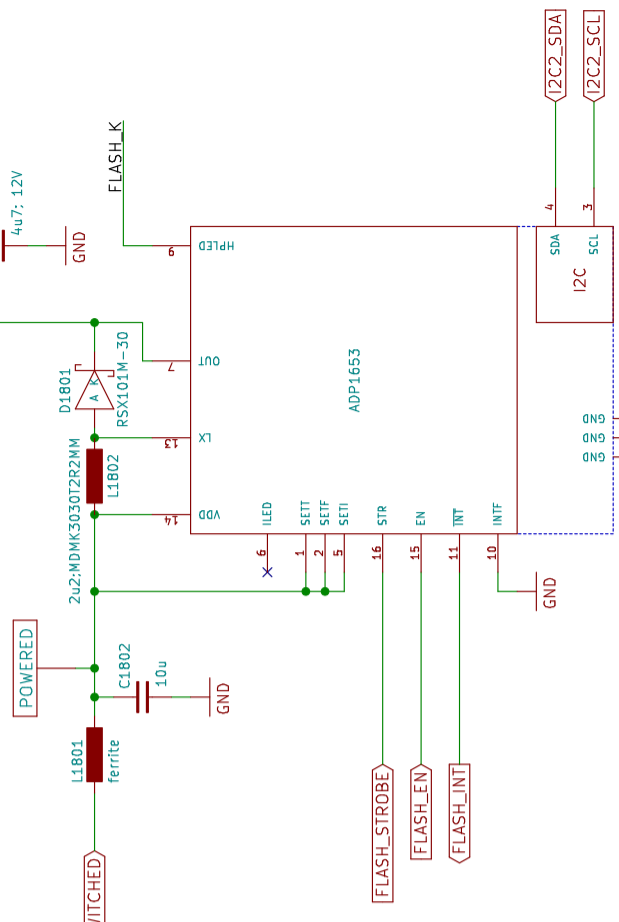 I2C2_SDA
I2C2_SCL
FLASH_K
4u7; 12V
GND
4
3
SDA
SCL
I2C
9
HPLED
D1801
A K
RSX101M-30
7
OUT
ADP1653
13
LX
2u2;MDMK3030T2R2MM
L1802
14
VDD
GND
GND
GND
6
ILED
1
SETT
2
SETF
5
SETI
16
STR
15
EN
11
INT
10
INTF
GND
POWERED
C1802
10u
GND
L1801
ferrite
FLASH_STROBE
FLASH_EN
FLASH_INT